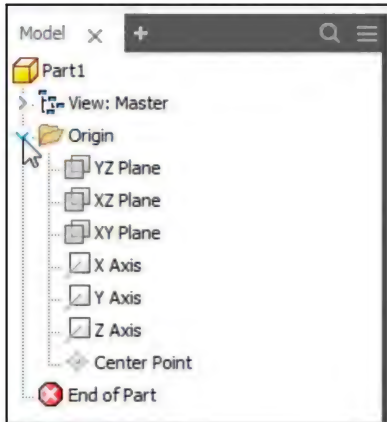 Model
Part1
View: Master
Origin
YZ Plane
XZ Plane
XY Plane
X Axis
Y Axis
Z Axis
Center Point
End of Part